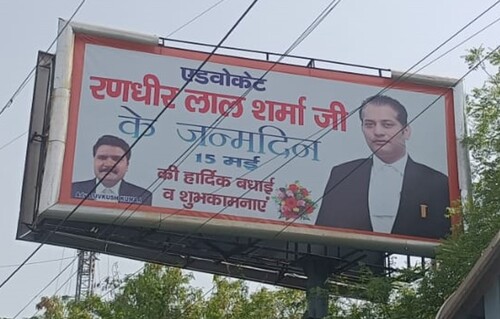 एडवोकेट
रणधीर लाल शर्मा जी
के जन्मदिन
15 मई
की हार्दिक बधाई
व शुभकामनाएं